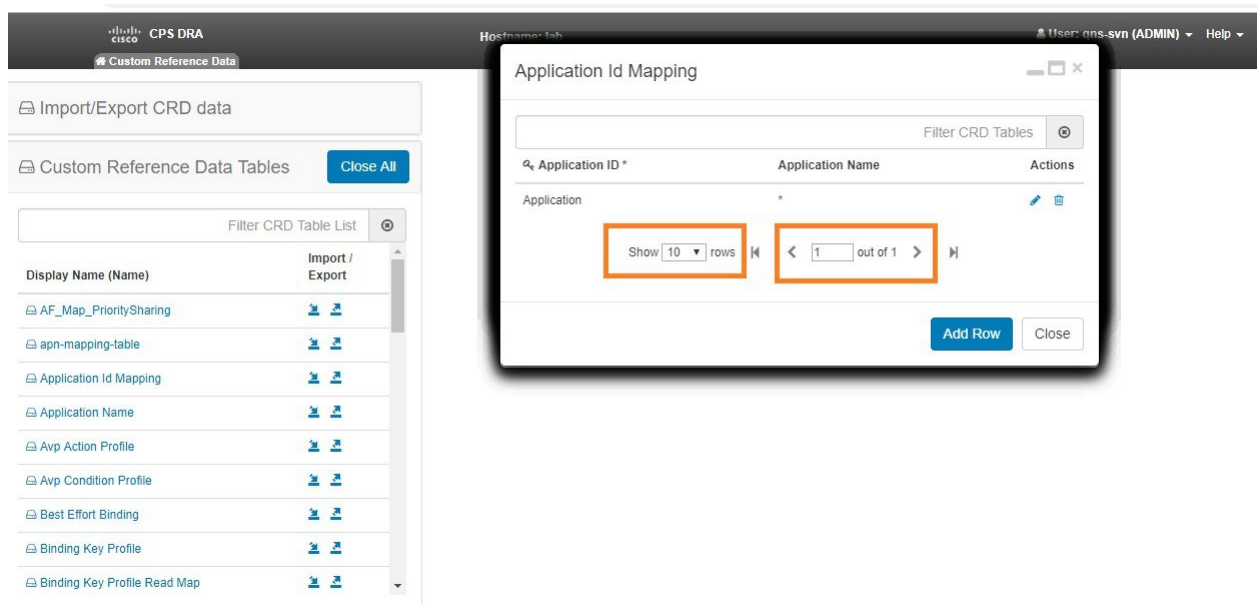 cisco CPS DRA
Hostname: lab
User: qns-svn (ADMIN) Help
Custom Reference Data
Import/Export CRD data
Custom Reference Data Tables Close All
Filter CRD Table List
Display Name (Name) Import / Export
AF_Map_PrioritySharing
apn-mapping-table
Application Id Mapping
Application Name
Avp Action Profile
Avp Condition Profile
Best Effort Binding
Binding Key Profile
Binding Key Profile Read Map
Application Id Mapping
Filter CRD Tables
Application ID * Application Name Actions
Application *
Show 10 rows 1 out of 1
Add Row Close